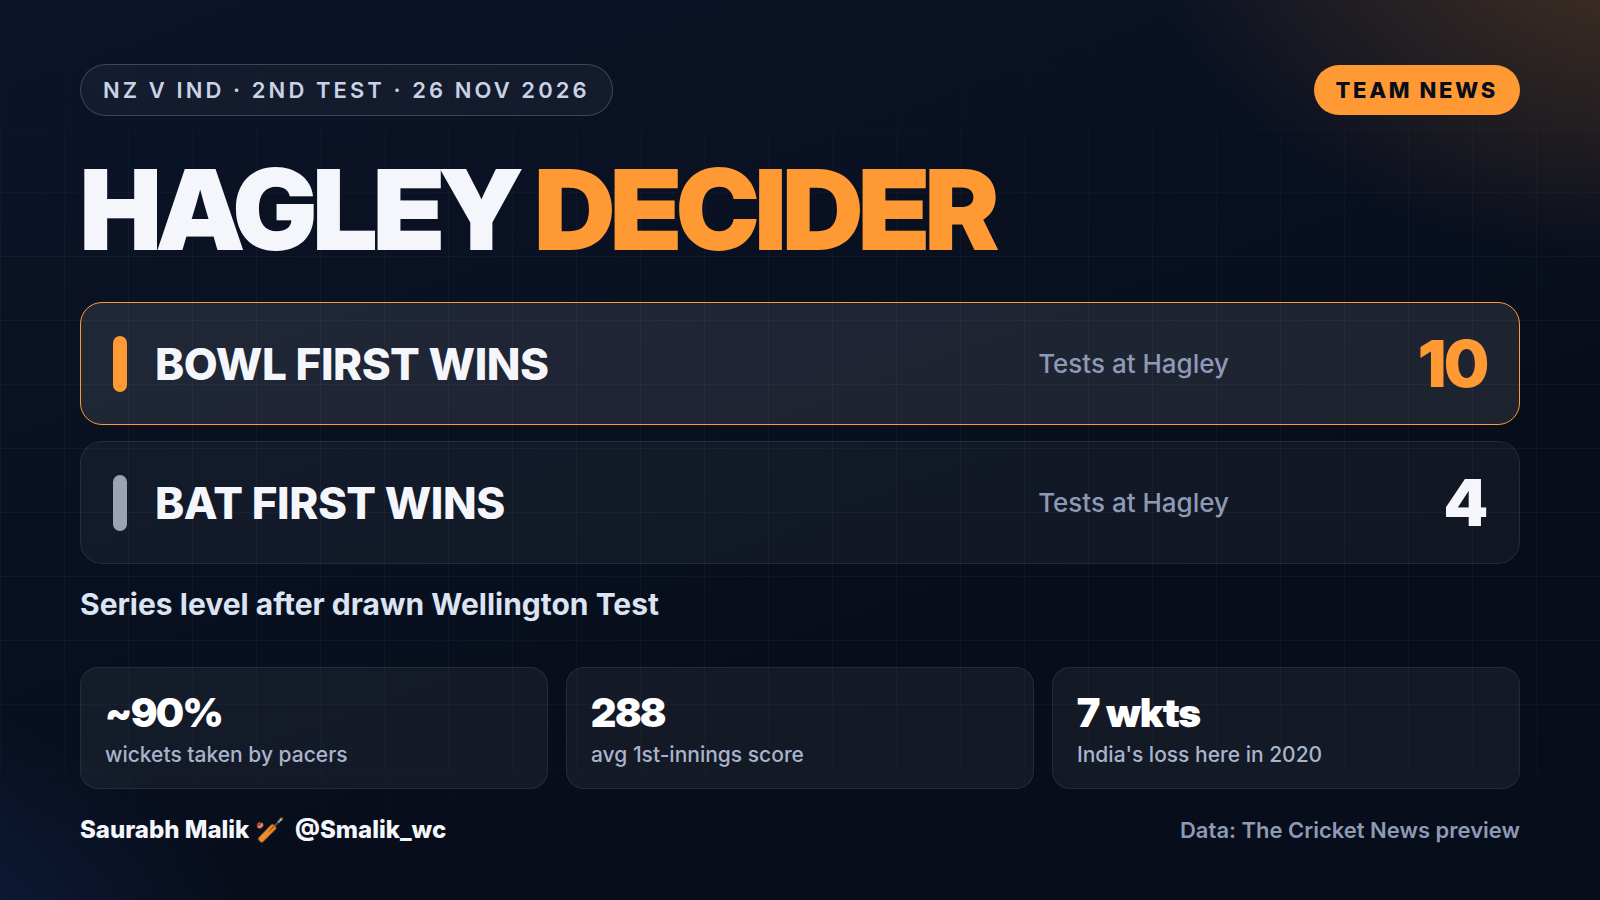 NZ V IND · 2ND TEST · 26 NOV 2026
TEAM NEWS
HAGLEY DECIDER
BOWL FIRST WINS Tests at Hagley 10
BAT FIRST WINS Tests at Hagley 4
Series level after drawn Wellington Test
~90%
wickets taken by pacers
288
avg 1st-innings score
7 wkts
India's loss here in 2020
Saurabh Malik 🏏 @Smalik_wc
Data: The Cricket News preview